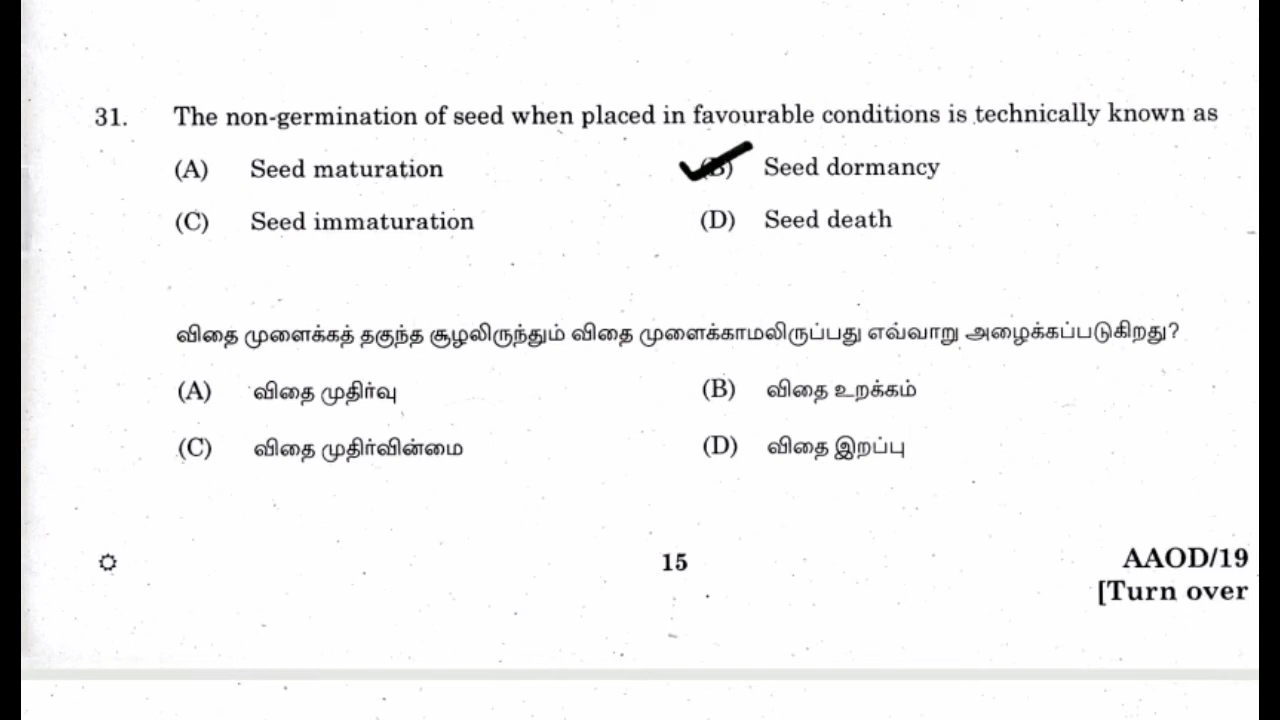 31. The non-germination of seed when placed in favourable conditions is technically known as
(A) Seed maturation (B) Seed dormancy
(C) Seed immaturation (D) Seed death
விதை முளைக்கத் தகுந்த சூழலிருந்தும் விதை முளைக்காமலிருப்பது எவ்வாறு அழைக்கப்படுகிறது?
(A) விதை முதிர்வு (B) விதை உறக்கம்
(C) விதை முதிர்வின்மை (D) விதை இறப்பு
15 AAOD/19
[Turn over